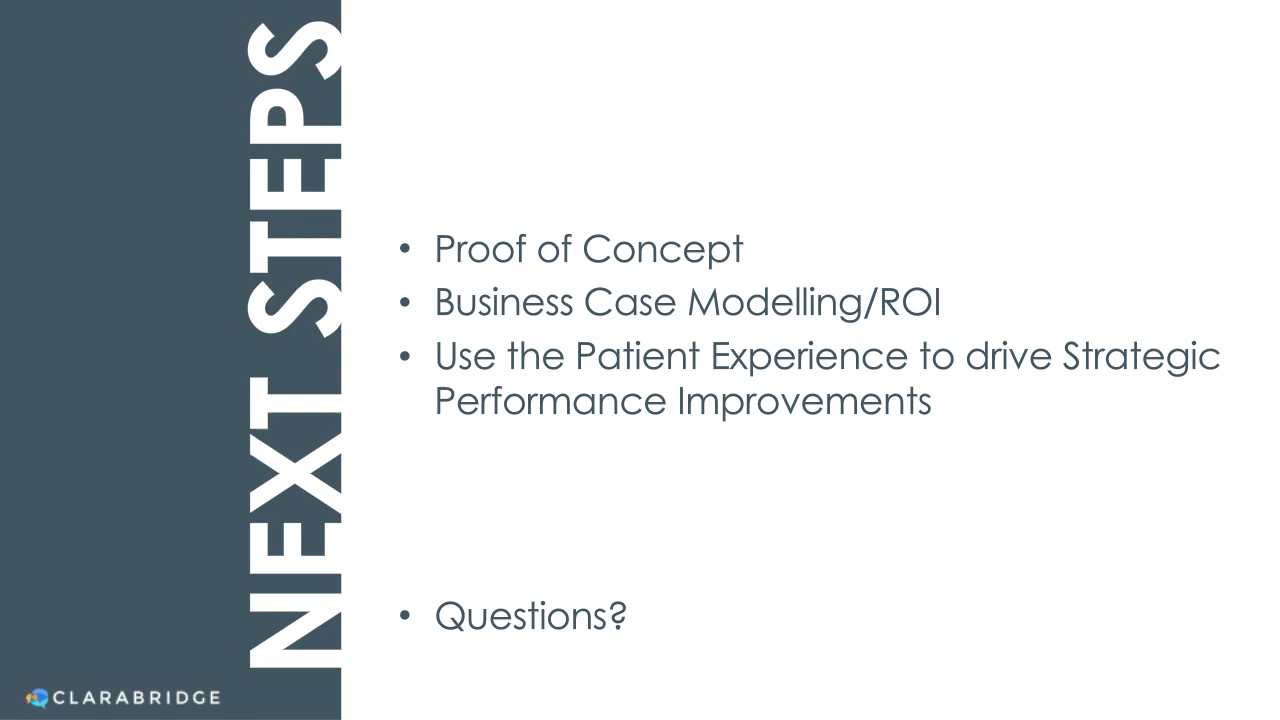 NEXT STEPS
• Proof of Concept
• Business Case Modelling/ROI
• Use the Patient Experience to drive Strategic
Performance Improvements
• Questions?
CLARABRIDGE